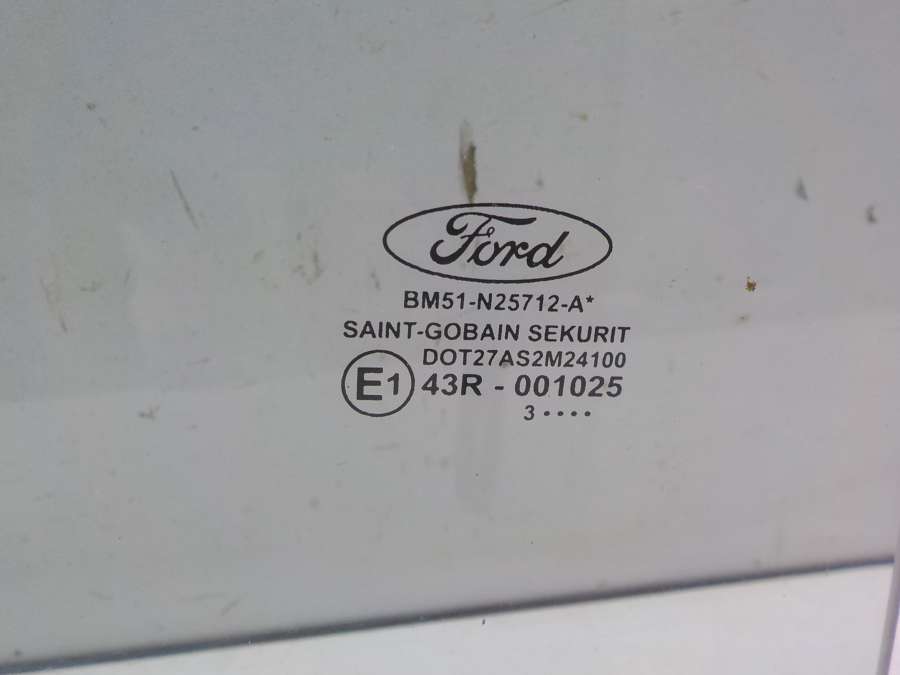 Ford
BM51-N25712-A*
SAINT-GOBAIN SEKURIT
DOT27AS2M24100
E1 43R - 001025
3 ····